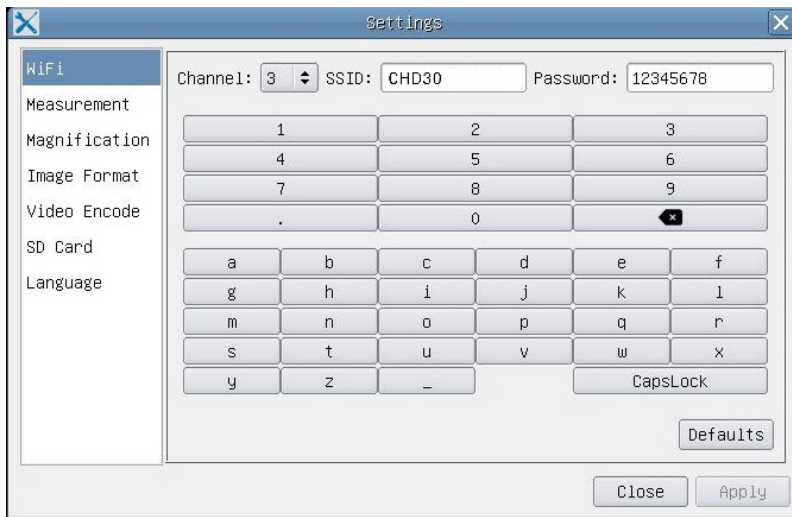 Settings
WiFi
Measurement
Magnification
Image Format
Video Encode
SD Card
Language
Channel: 3 SSID: CHD30 Password: 12345678
1 2 3
4 5 6
7 8 9
. 0
a b c d e f
g h i j k l
m n o p q r
s t u v w x
y z _ CapsLock
Defaults
Close Apply